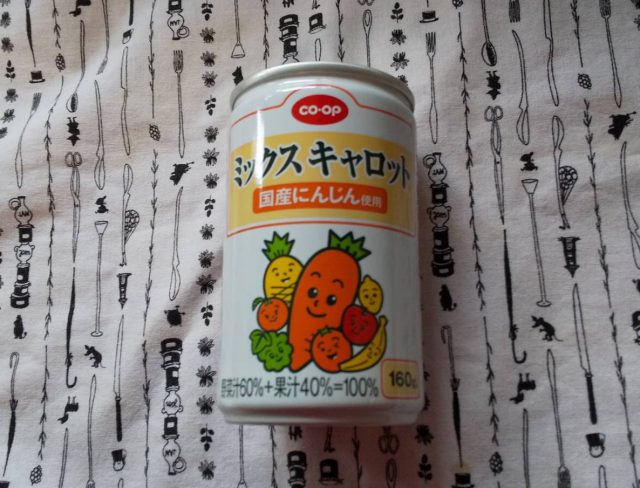 CO-OP
ミックスキャロット
国産にんじん使用
野菜汁60%+果汁40%=100%
160g